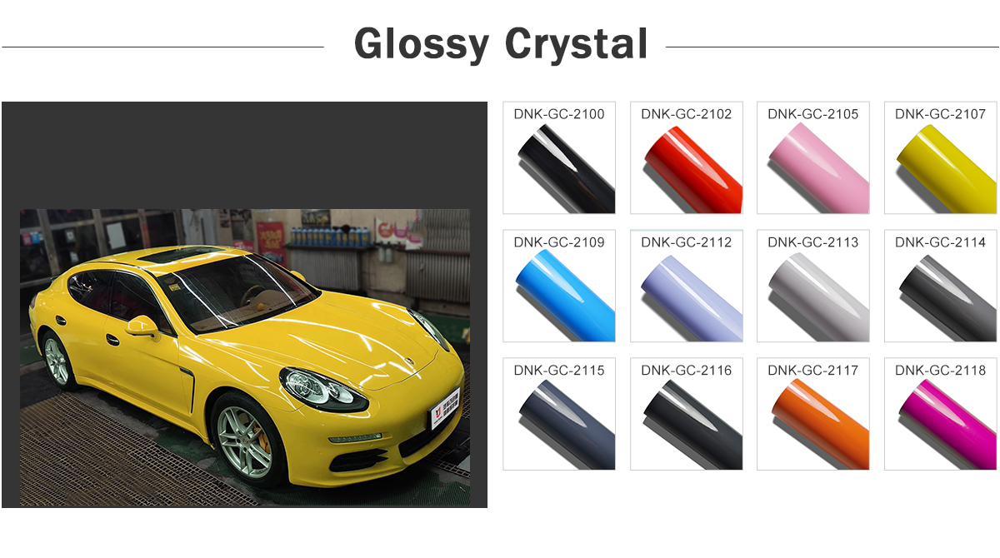 Glossy Crystal
DNK-GC-2100
DNK-GC-2102
DNK-GC-2105
DNK-GC-2107
DNK-GC-2109
DNK-GC-2112
DNK-GC-2113
DNK-GC-2114
DNK-GC-2115
DNK-GC-2116
DNK-GC-2117
DNK-GC-2118